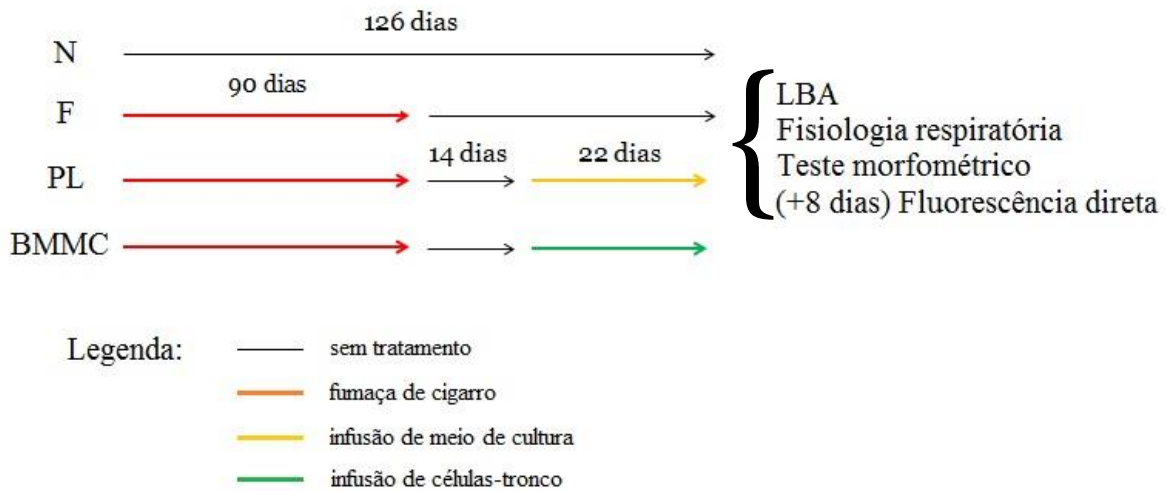 126 dias
N
90 dias
F
14 dias
22 dias
PL
BMMC
LBA
Fisiologia respiratória
Teste morfométrico
(+8 dias) Fluorescência direta
Legenda:
sem tratamento
fumaça de cigarro
infusão de meio de cultura
infusão de células-tronco